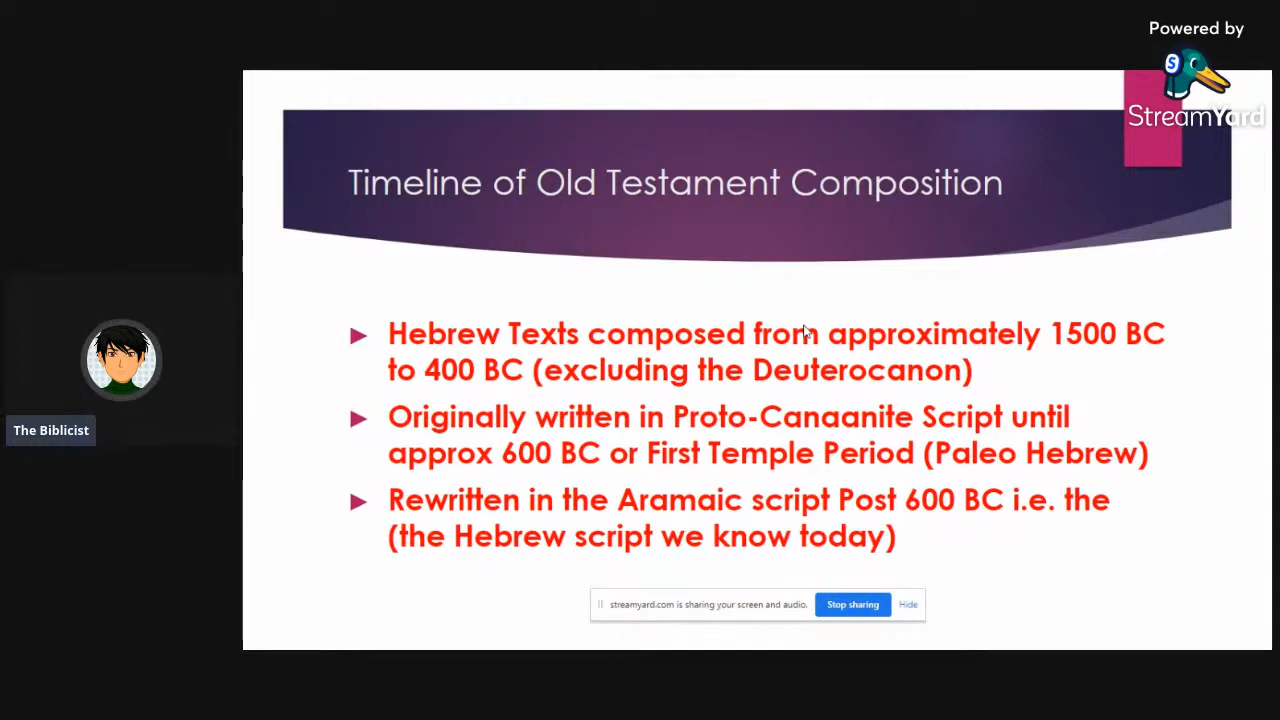 Powered by
StreamYard
Timeline of Old Testament Composition
Hebrew Texts composed from approximately 1500 BC
to 400 BC (excluding the Deuterocanon)
Originally written in Proto-Canaanite Script until
approx 600 BC or First Temple Period (Paleo Hebrew)
Rewritten in the Aramaic script Post 600 BC i.e. the
(the Hebrew script we know today)
The Biblicist
streamyard.com is sharing your screen and audio. Stop sharing Hide